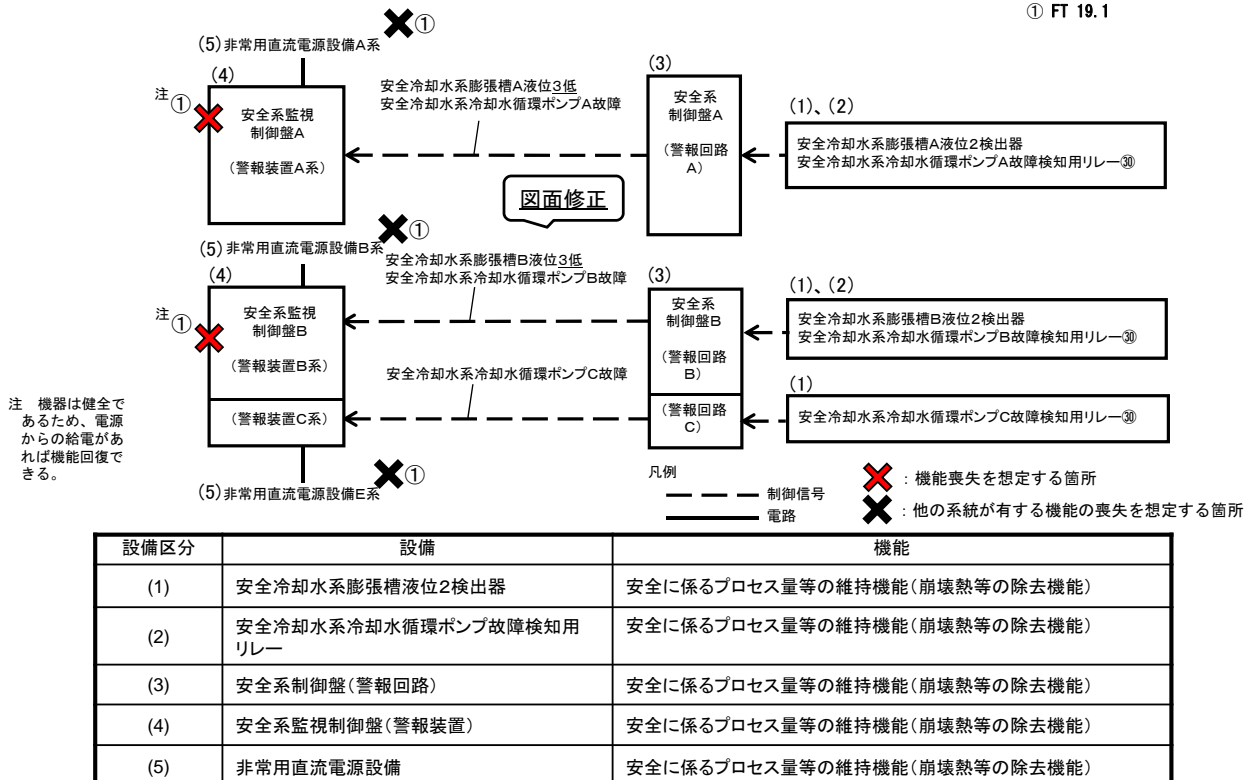 ① FT 19.1
①
(5)非常用直流電源設備A系
(4)
注①
安全系監視
制御盤A
(警報装置A系)
安全冷却水系膨張槽A液位3低
安全冷却水系冷却水循環ポンプA故障
(3)
安全系
制御盤A
(警報回路
A)
(1)、(2)
安全冷却水系膨張槽A液位2検出器
安全冷却水系冷却水循環ポンプA故障検知用リレー㉚
図面修正
①
(5)非常用直流電源設備B系
(4)
注①
安全系監視
制御盤B
(警報装置B系)
(警報装置C系)
安全冷却水系膨張槽B液位3低
安全冷却水系冷却水循環ポンプB故障
安全冷却水系冷却水循環ポンプC故障
(3)
安全系
制御盤B
(警報回路
B)
(警報回路
C)
(1)、(2)
安全冷却水系膨張槽B液位2検出器
安全冷却水系冷却水循環ポンプB故障検知用リレー㉚
(1)
安全冷却水系冷却水循環ポンプC故障検知用リレー㉚
注 機器は健全で
あるため、電源
からの給電があ
れば機能回復で
きる。
(5)非常用直流電源設備E系
①
凡例
制御信号
電路
:機能喪失を想定する箇所
:他の系統が有する機能の喪失を想定する箇所
設備区分 設備 機能
(1) 安全冷却水系膨張槽液位2検出器 安全に係るプロセス量等の維持機能(崩壊熱等の除去機能)
(2) 安全冷却水系冷却水循環ポンプ故障検知用
リレー 安全に係るプロセス量等の維持機能(崩壊熱等の除去機能)
(3) 安全系制御盤(警報回路) 安全に係るプロセス量等の維持機能(崩壊熱等の除去機能)
(4) 安全系監視制御盤(警報装置) 安全に係るプロセス量等の維持機能(崩壊熱等の除去機能)
(5) 非常用直流電源設備 安全に係るプロセス量等の維持機能(崩壊熱等の除去機能)